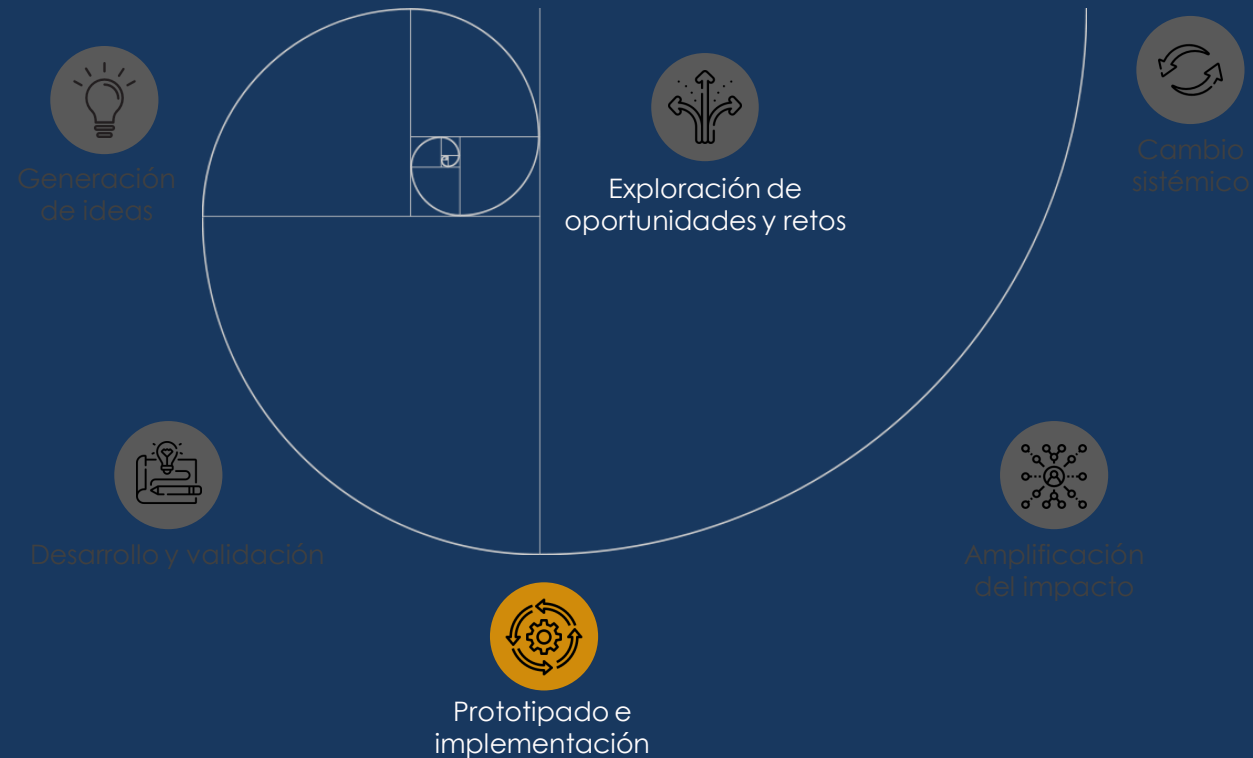 Generación
de ideas
Exploración de
oportunidades y retos
Cambio
sistémico
Desarrollo y validación
Amplificación
del impacto
Prototipado e
implementación